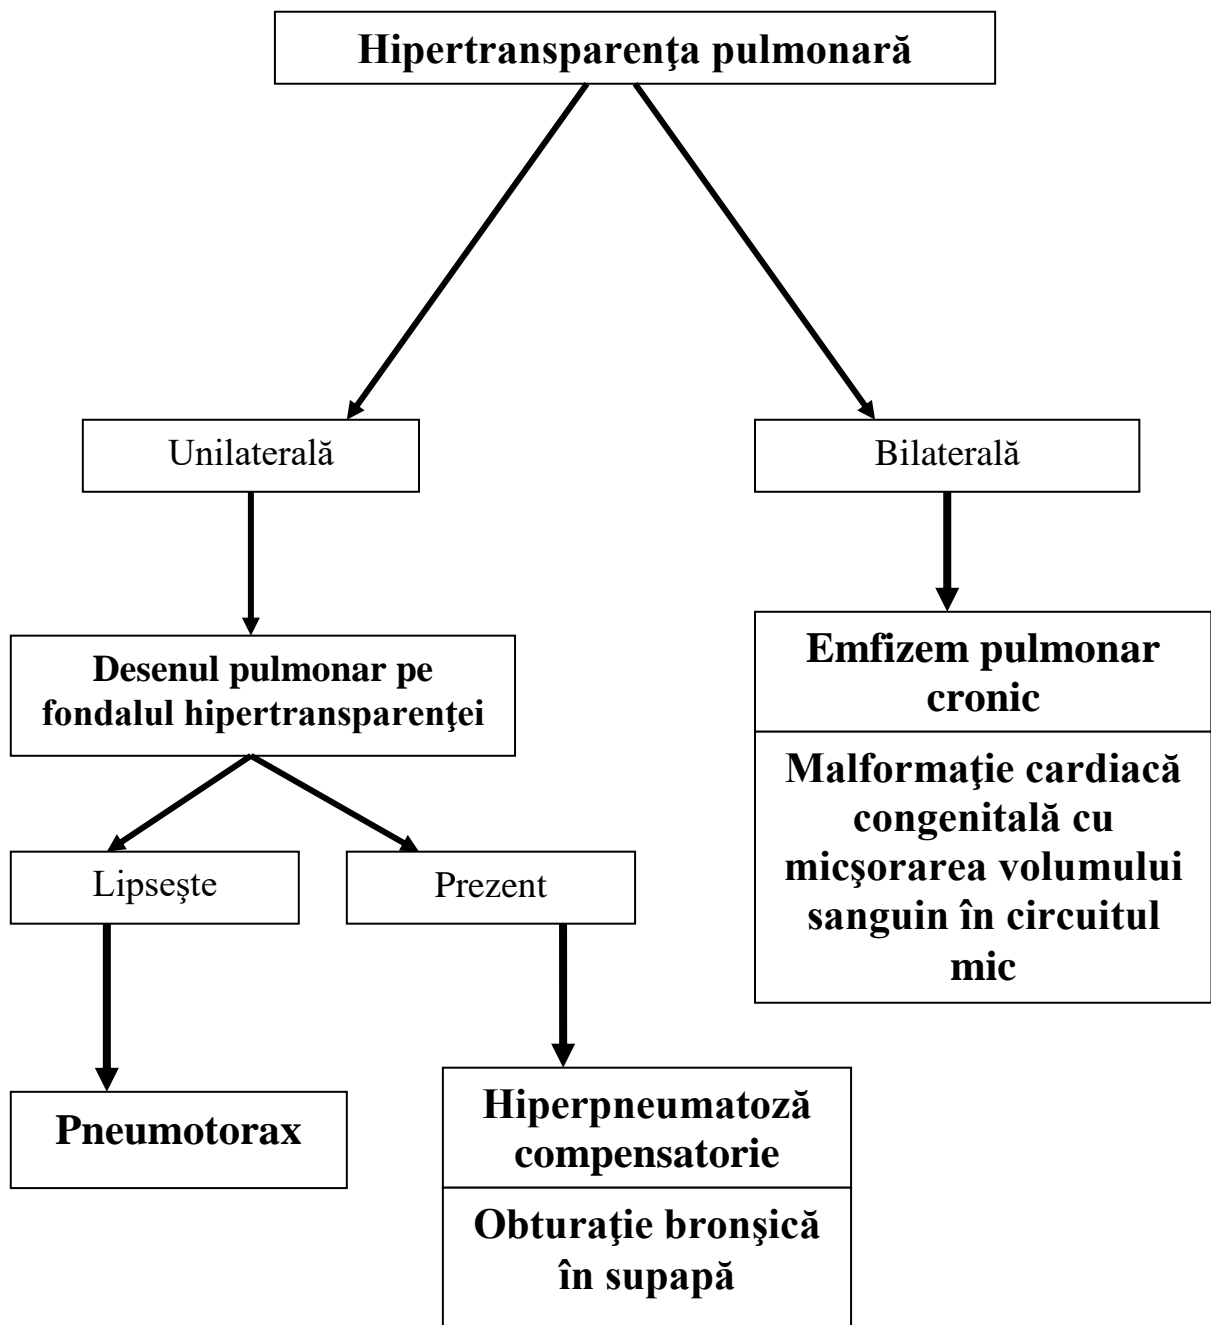 Hipertransparenţa pulmonară
Unilaterală
Bilaterală
Desenul pulmonar pe
fondalul hipertransparenţei
Emfizem pulmonar
cronic
Malformaţie cardiacă
congenitală cu
micşorarea volumului
sanguin în circuitul
mic
Lipseşte
Prezent
Pneumotorax
Hiperpneumatoză
compensatorie
Obturaţie bronşică
în supapă